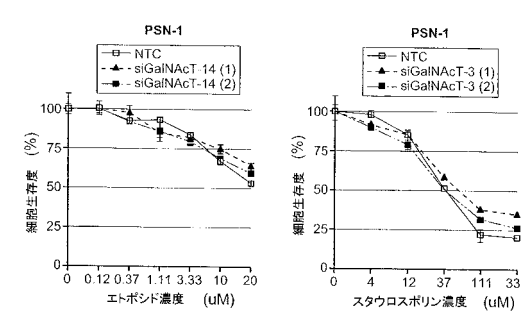 PSN-1
NTC
siGalNAcT-14 (1)
siGalNAcT-14 (2)
100
75
50
25
0
細胞生存度 (%)
0 0.12 0.37 1.11 3.33 10 20
エトポシド濃度 (uM)
PSN-1
NTC
siGalNAcT-3 (1)
siGalNAcT-3 (2)
100
75
50
25
0
細胞生存度 (%)
0 4 12 37 111 33
スタウロスポリン濃度 (uM)